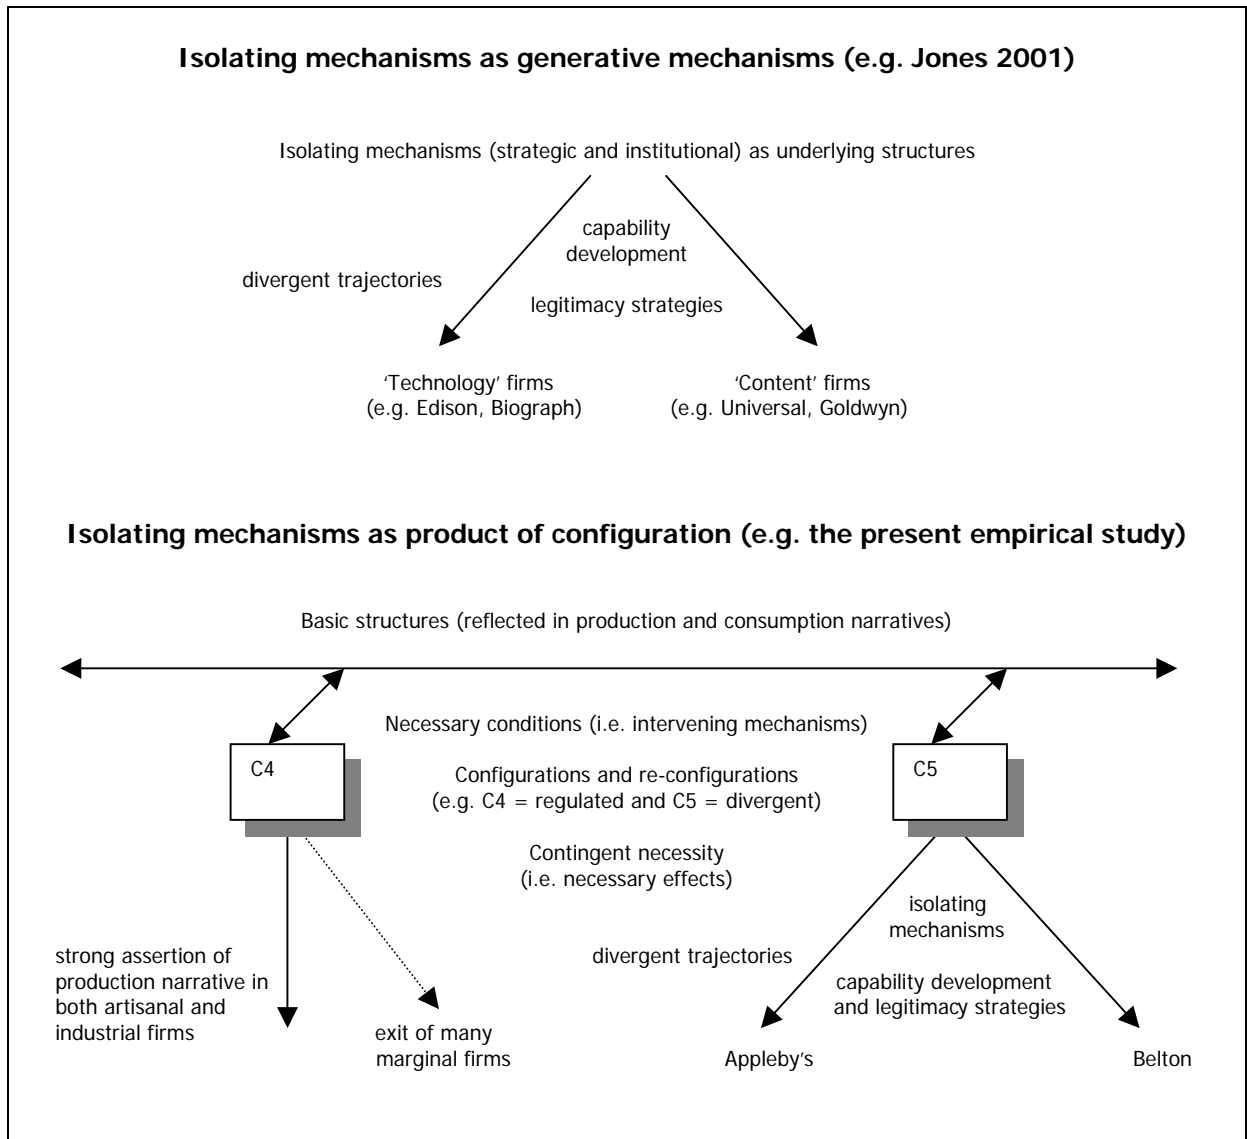 Isolating mechanisms as generative mechanisms (e.g. Jones 2001)
Isolating mechanisms (strategic and institutional) as underlying structures
capability
development
divergent trajectories
legitimacy strategies
‘Technology’ firms
(e.g. Edison, Biograph)
‘Content’ firms
(e.g. Universal, Goldwyn)
Isolating mechanisms as product of configuration (e.g. the present empirical study)
Basic structures (reflected in production and consumption narratives)
Necessary conditions (i.e. intervening mechanisms)
C4
C5
Configurations and re-configurations
(e.g. C4 = regulated and C5 = divergent)
Contingent necessity
(i.e. necessary effects)
isolating
mechanisms
strong assertion of
production narrative in
both artisanal and
industrial firms
divergent trajectories
capability development
and legitimacy strategies
exit of many
marginal firms
Appleby’s
Belton